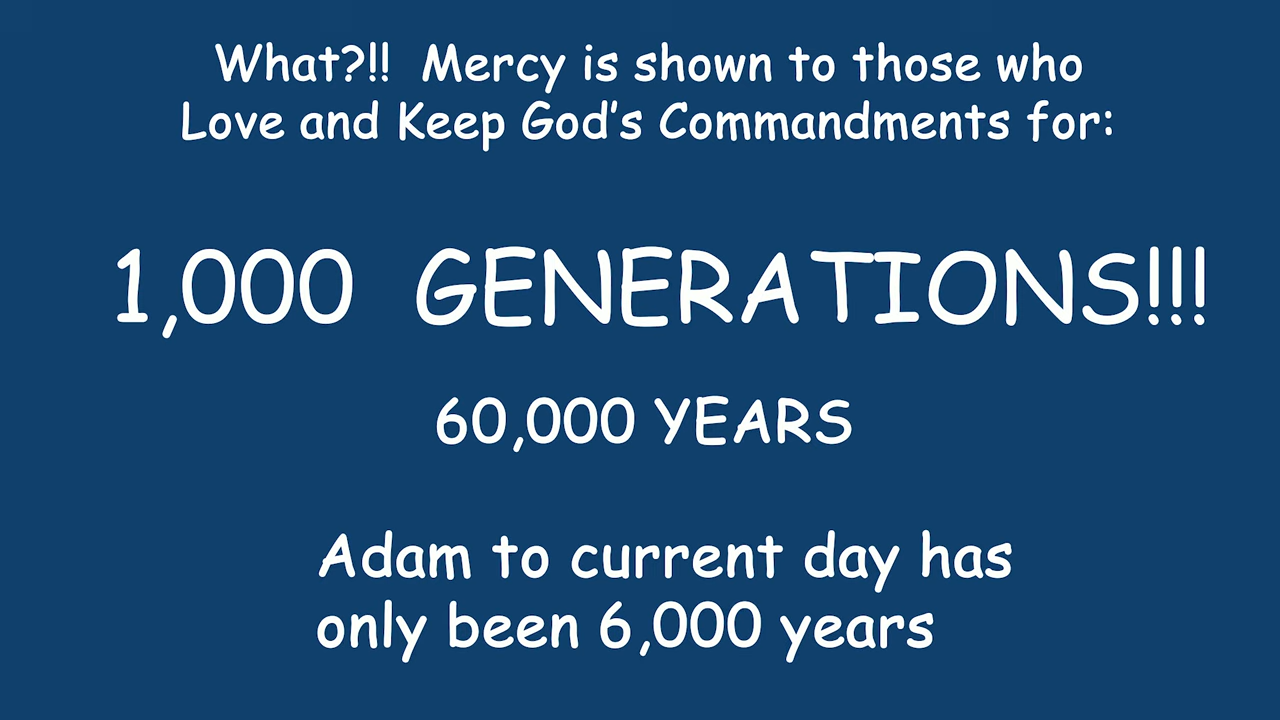 What?!!  Mercy is shown to those who
Love and Keep God's Commandments for:
1,000  GENERATIONS!!!
60,000 YEARS
Adam to current day has
only been 6,000 years